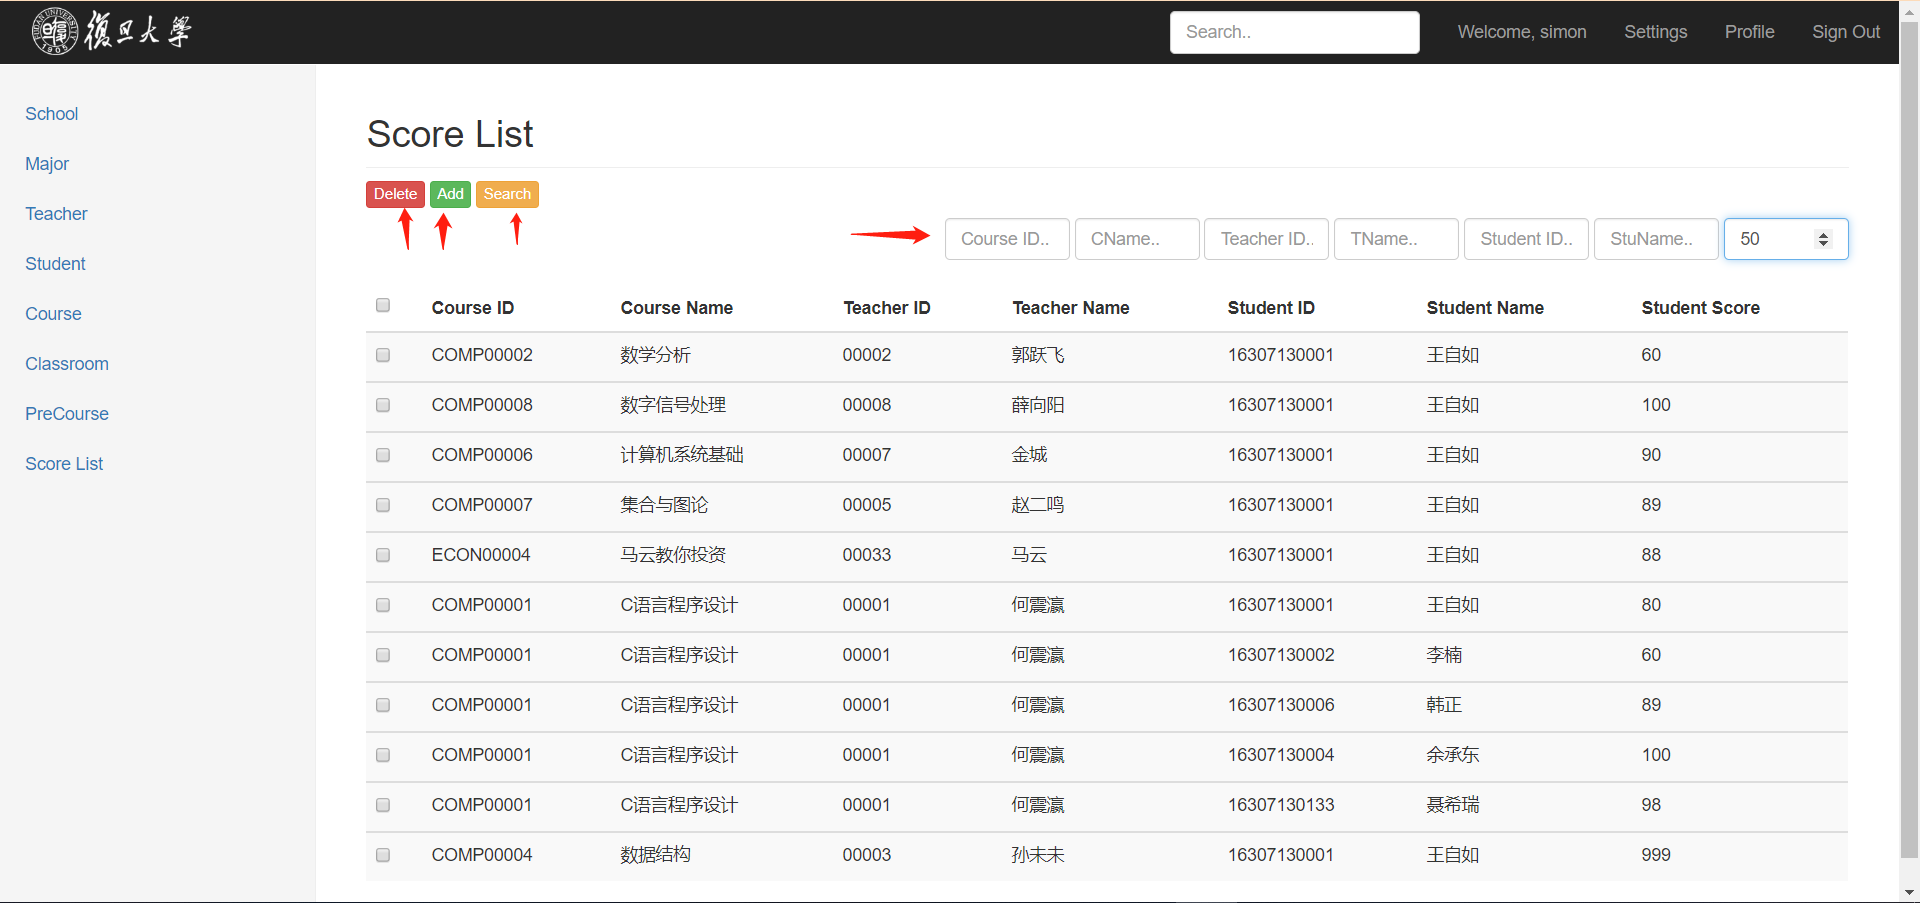 復旦大學
Search..
Welcome, simon
Settings
Profile
Sign Out
School
Major
Teacher
Student
Course
Classroom
PreCourse
Score List
Score List
Delete Add Search
Course ID.. CName.. Teacher ID.. TName.. Student ID.. StuName.. 50
Course ID Course Name Teacher ID Teacher Name Student ID Student Name Student Score
COMP00002 数学分析 00002 郭跃飞 16307130001 王自如 60
COMP00008 数字信号处理 00008 薛向阳 16307130001 王自如 100
COMP00006 计算机系统基础 00007 金城 16307130001 王自如 90
COMP00007 集合与图论 00005 赵二鸣 16307130001 王自如 89
ECON00004 马云教你投资 00033 马云 16307130001 王自如 88
COMP00001 C语言程序设计 00001 何震瀛 16307130001 王自如 80
COMP00001 C语言程序设计 00001 何震瀛 16307130002 李楠 60
COMP00001 C语言程序设计 00001 何震瀛 16307130006 韩正 89
COMP00001 C语言程序设计 00001 何震瀛 16307130004 余承东 100
COMP00001 C语言程序设计 00001 何震瀛 16307130133 聂希瑞 98
COMP00004 数据结构 00003 孙未未 16307130001 王自如 999